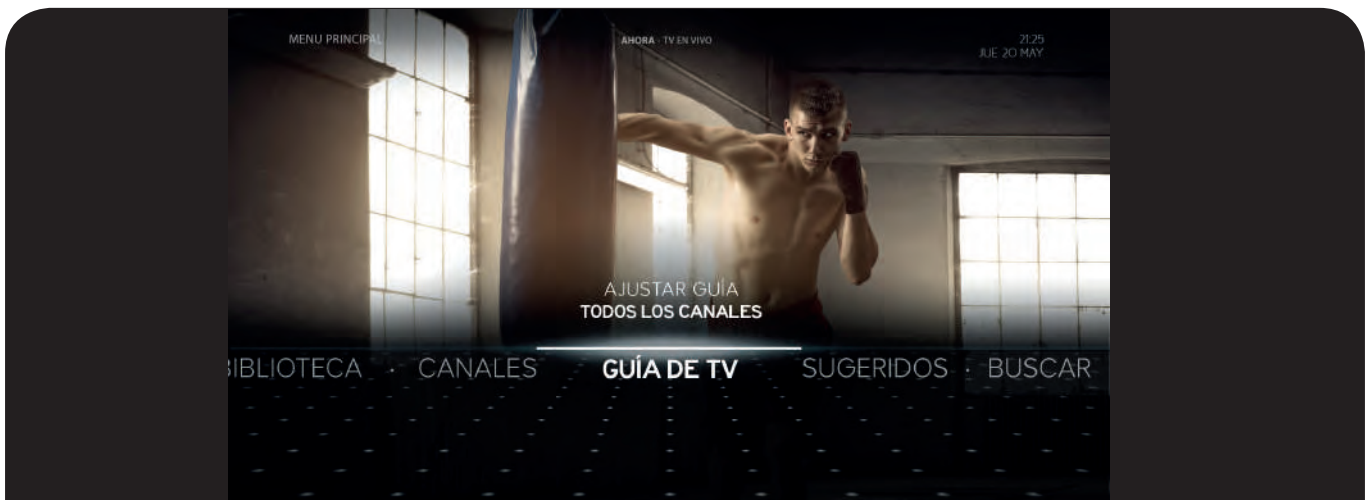 MENU PRINCIPAL
AHORA · TV EN VIVO
21:25
JUE 20 MAY
AJUSTAR GUÍA
TODOS LOS CANALES
BIBLIOTECA · CANALES GUÍA DE TV SUGERIDOS · BUSCAR